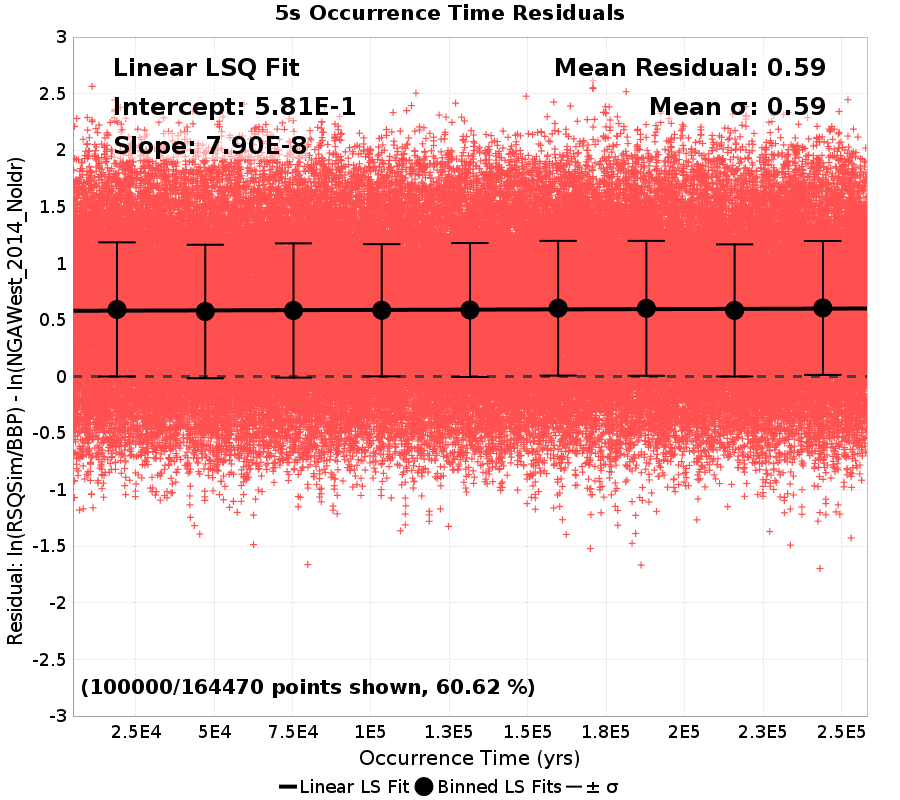 5s Occurrence Time Residuals
Linear LSQ Fit
Intercept: 5.81E-1
Slope: 7.90E-8
Mean Residual: 0.59
Mean σ: 0.59
Residual: ln(RSQSim/BBP) - ln(NGAWest_2014_NoIdr)
3
2.5
2
1.5
1
0.5
0
-0.5
-1
-1.5
-2
-2.5
-3
(100000/164470 points shown, 60.62 %)
2.5E4 5E4 7.5E4 1E5 1.3E5 1.5E5 1.8E5 2E5 2.3E5 2.5E5
Occurrence Time (yrs)
Linear LS Fit Binned LS Fits ± σ